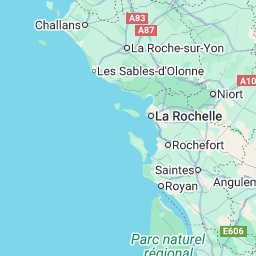 A83
Challans
A87
La Roche-sur-Yon
Les Sables-d'Olonne
A10
Niort
La Rochelle
Rochefort
Saintes
Angulem
Royan
E606
Parc naturel
régional